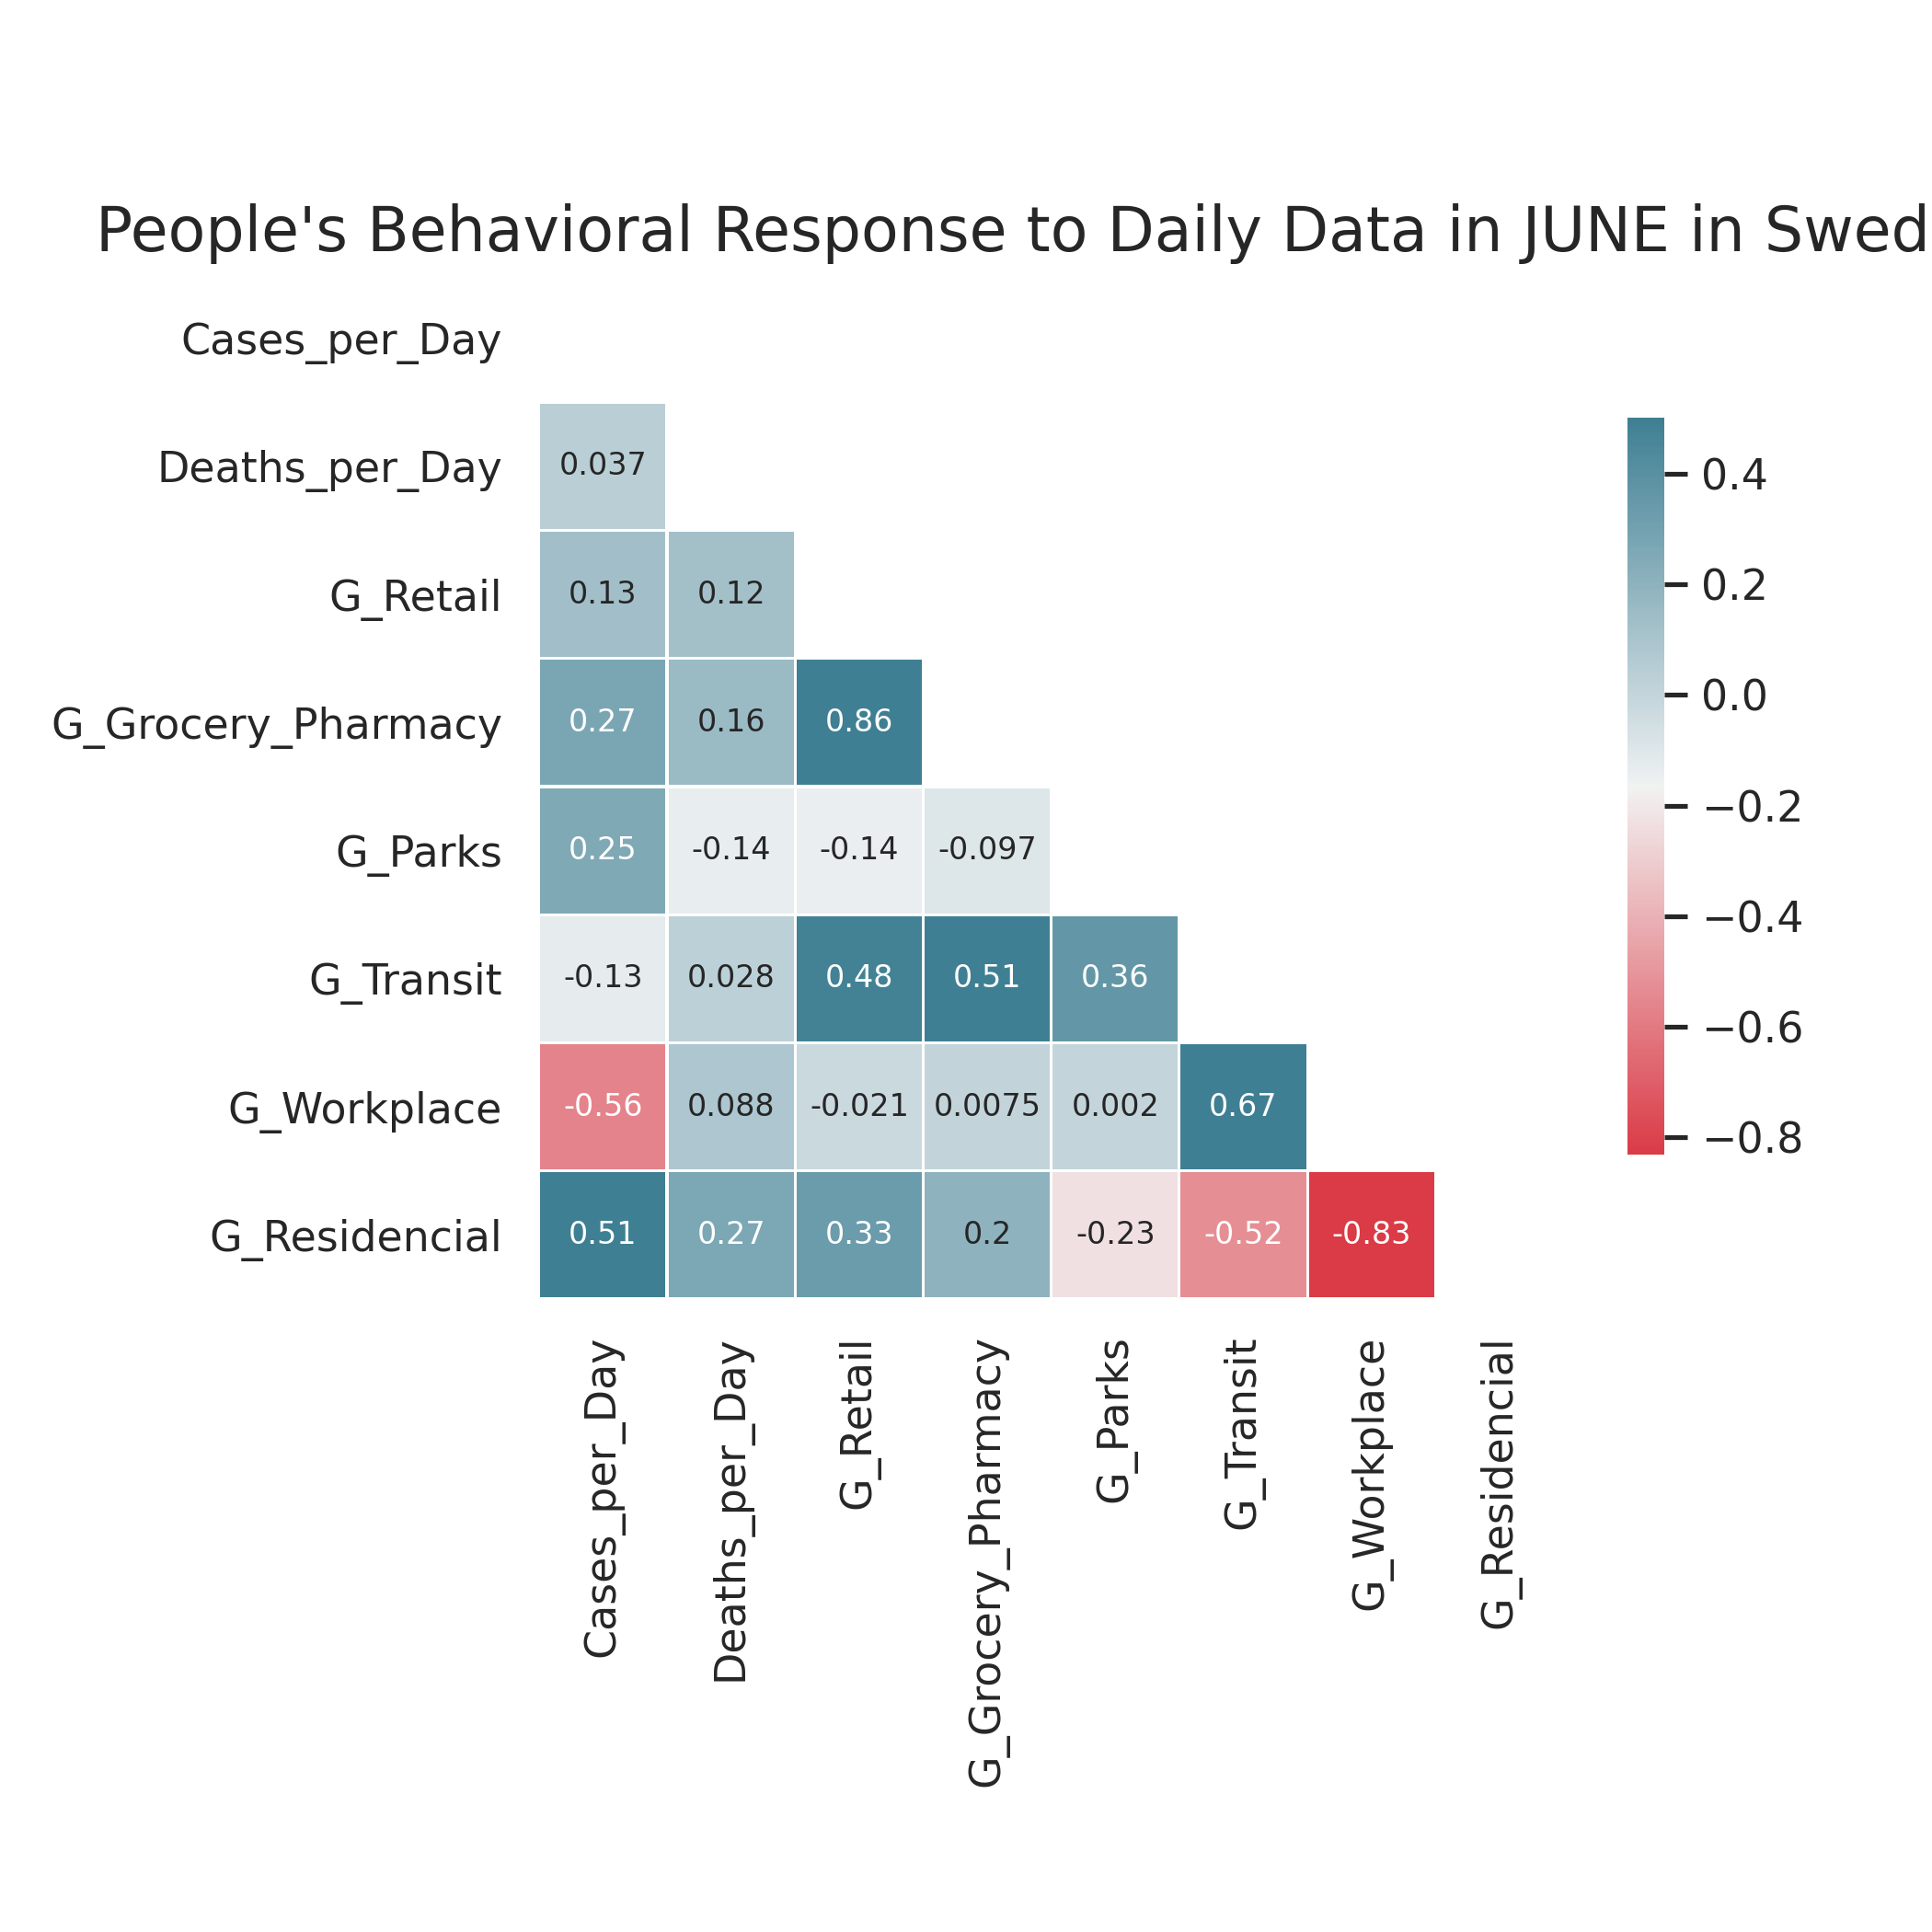 People's Behavioral Response to Daily Data in JUNE in Swed
Cases_per_Day
Deaths_per_Day
0.037
G_Retail
0.13 0.12
G_Grocery_Pharmacy
0.27 0.16 0.86
G_Parks
0.25 -0.14 -0.14 -0.097
G_Transit
-0.13 0.028 0.48 0.51 0.36
G_Workplace
-0.56 0.088 -0.021 0.0075 0.002 0.67
G_Residencial
0.51 0.27 0.33 0.2 -0.23 -0.52 -0.83
Cases_per_Day
Deaths_per_Day
G_Retail
G_Grocery_Pharmacy
G_Parks
G_Transit
G_Workplace
G_Residencial
0.4
0.2
0.0
−0.2
−0.4
−0.6
−0.8